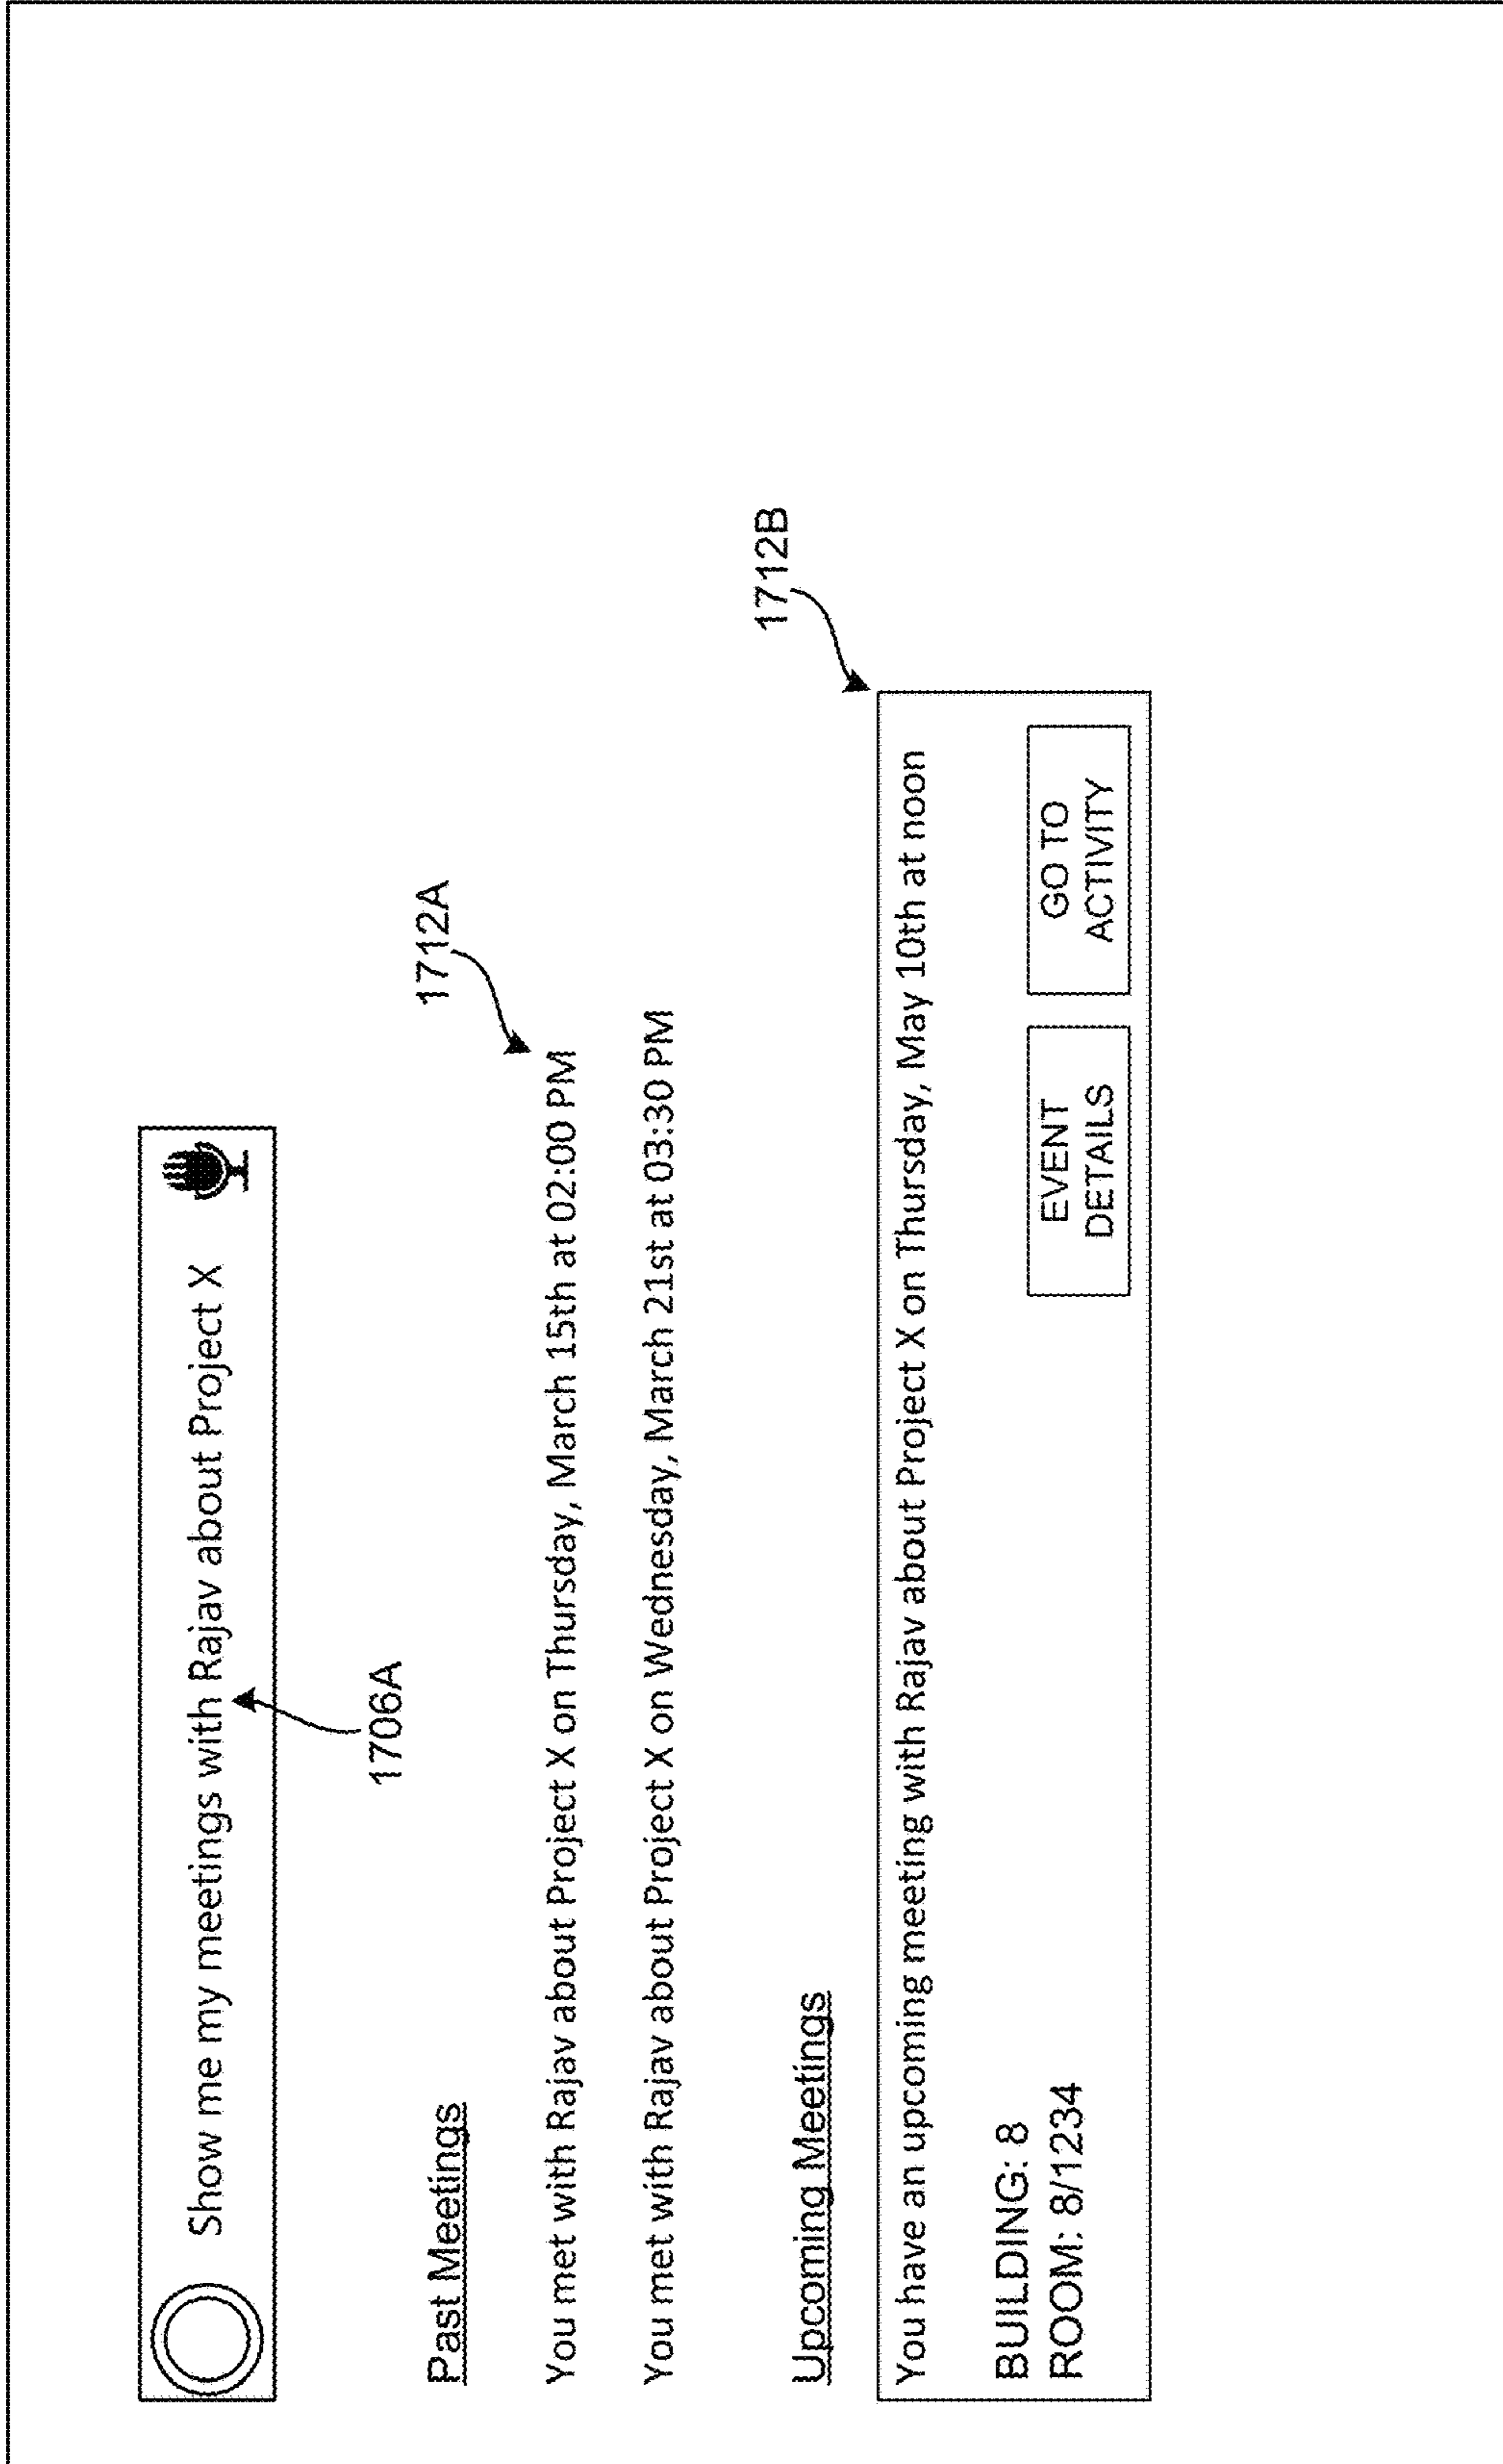 Show me my meetings with Rajav about Project X
1706A
Past Meetings
1712A
You met with Rajav about Project X on Thursday, March 15th at 02:00 PM
You met with Rajav about Project X on Wednesday, March 21st at 03:30 PM
Upcoming Meetings
1712B
You have an upcoming meeting with Rajav about Project X on Thursday, May 10th at noon
BUILDING: 8
ROOM: 8/1234
EVENT
DETAILS
GO TO
ACTIVITY